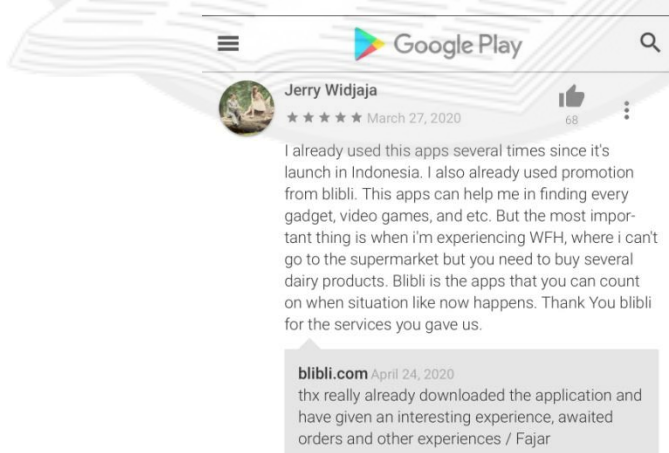 Google Play
Jerry Widjaja
★★★★★ March 27, 2020
68
I already used this apps several times since it's
launch in Indonesia. I also already used promotion
from blibli. This apps can help me in finding every
gadget, video games, and etc. But the most impor-
tant thing is when i'm experiencing WFH, where i can't
go to the supermarket but you need to buy several
dairy products. Blibli is the apps that you can count
on when situation like now happens. Thank You blibli
for the services you gave us.
blibli.com April 24, 2020
thx really already downloaded the application and
have given an interesting experience, awaited
orders and other experiences / Fajar